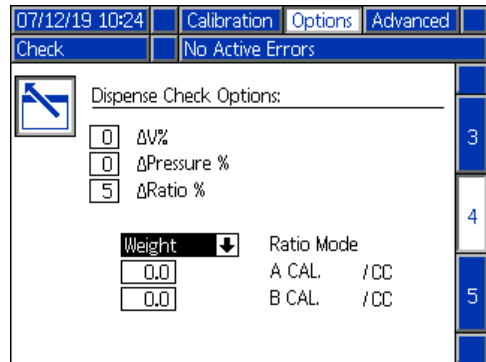 07/12/19 10:24 Calibration Options Advanced
Check No Active Errors
Dispense Check Options:
0 ΔV%
3
0 ΔPressure %
5 ΔRatio %
4
Weight Ratio Mode
0.0 A CAL. /CC
0.0 B CAL. /CC
5